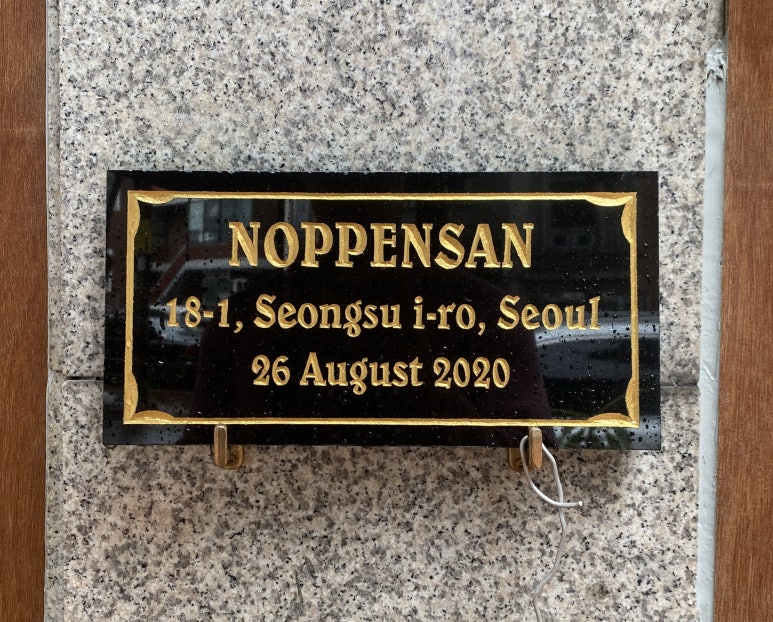 NOPPENSAN
18-1, Seongsu i-ro, Seoul
26 August 2020